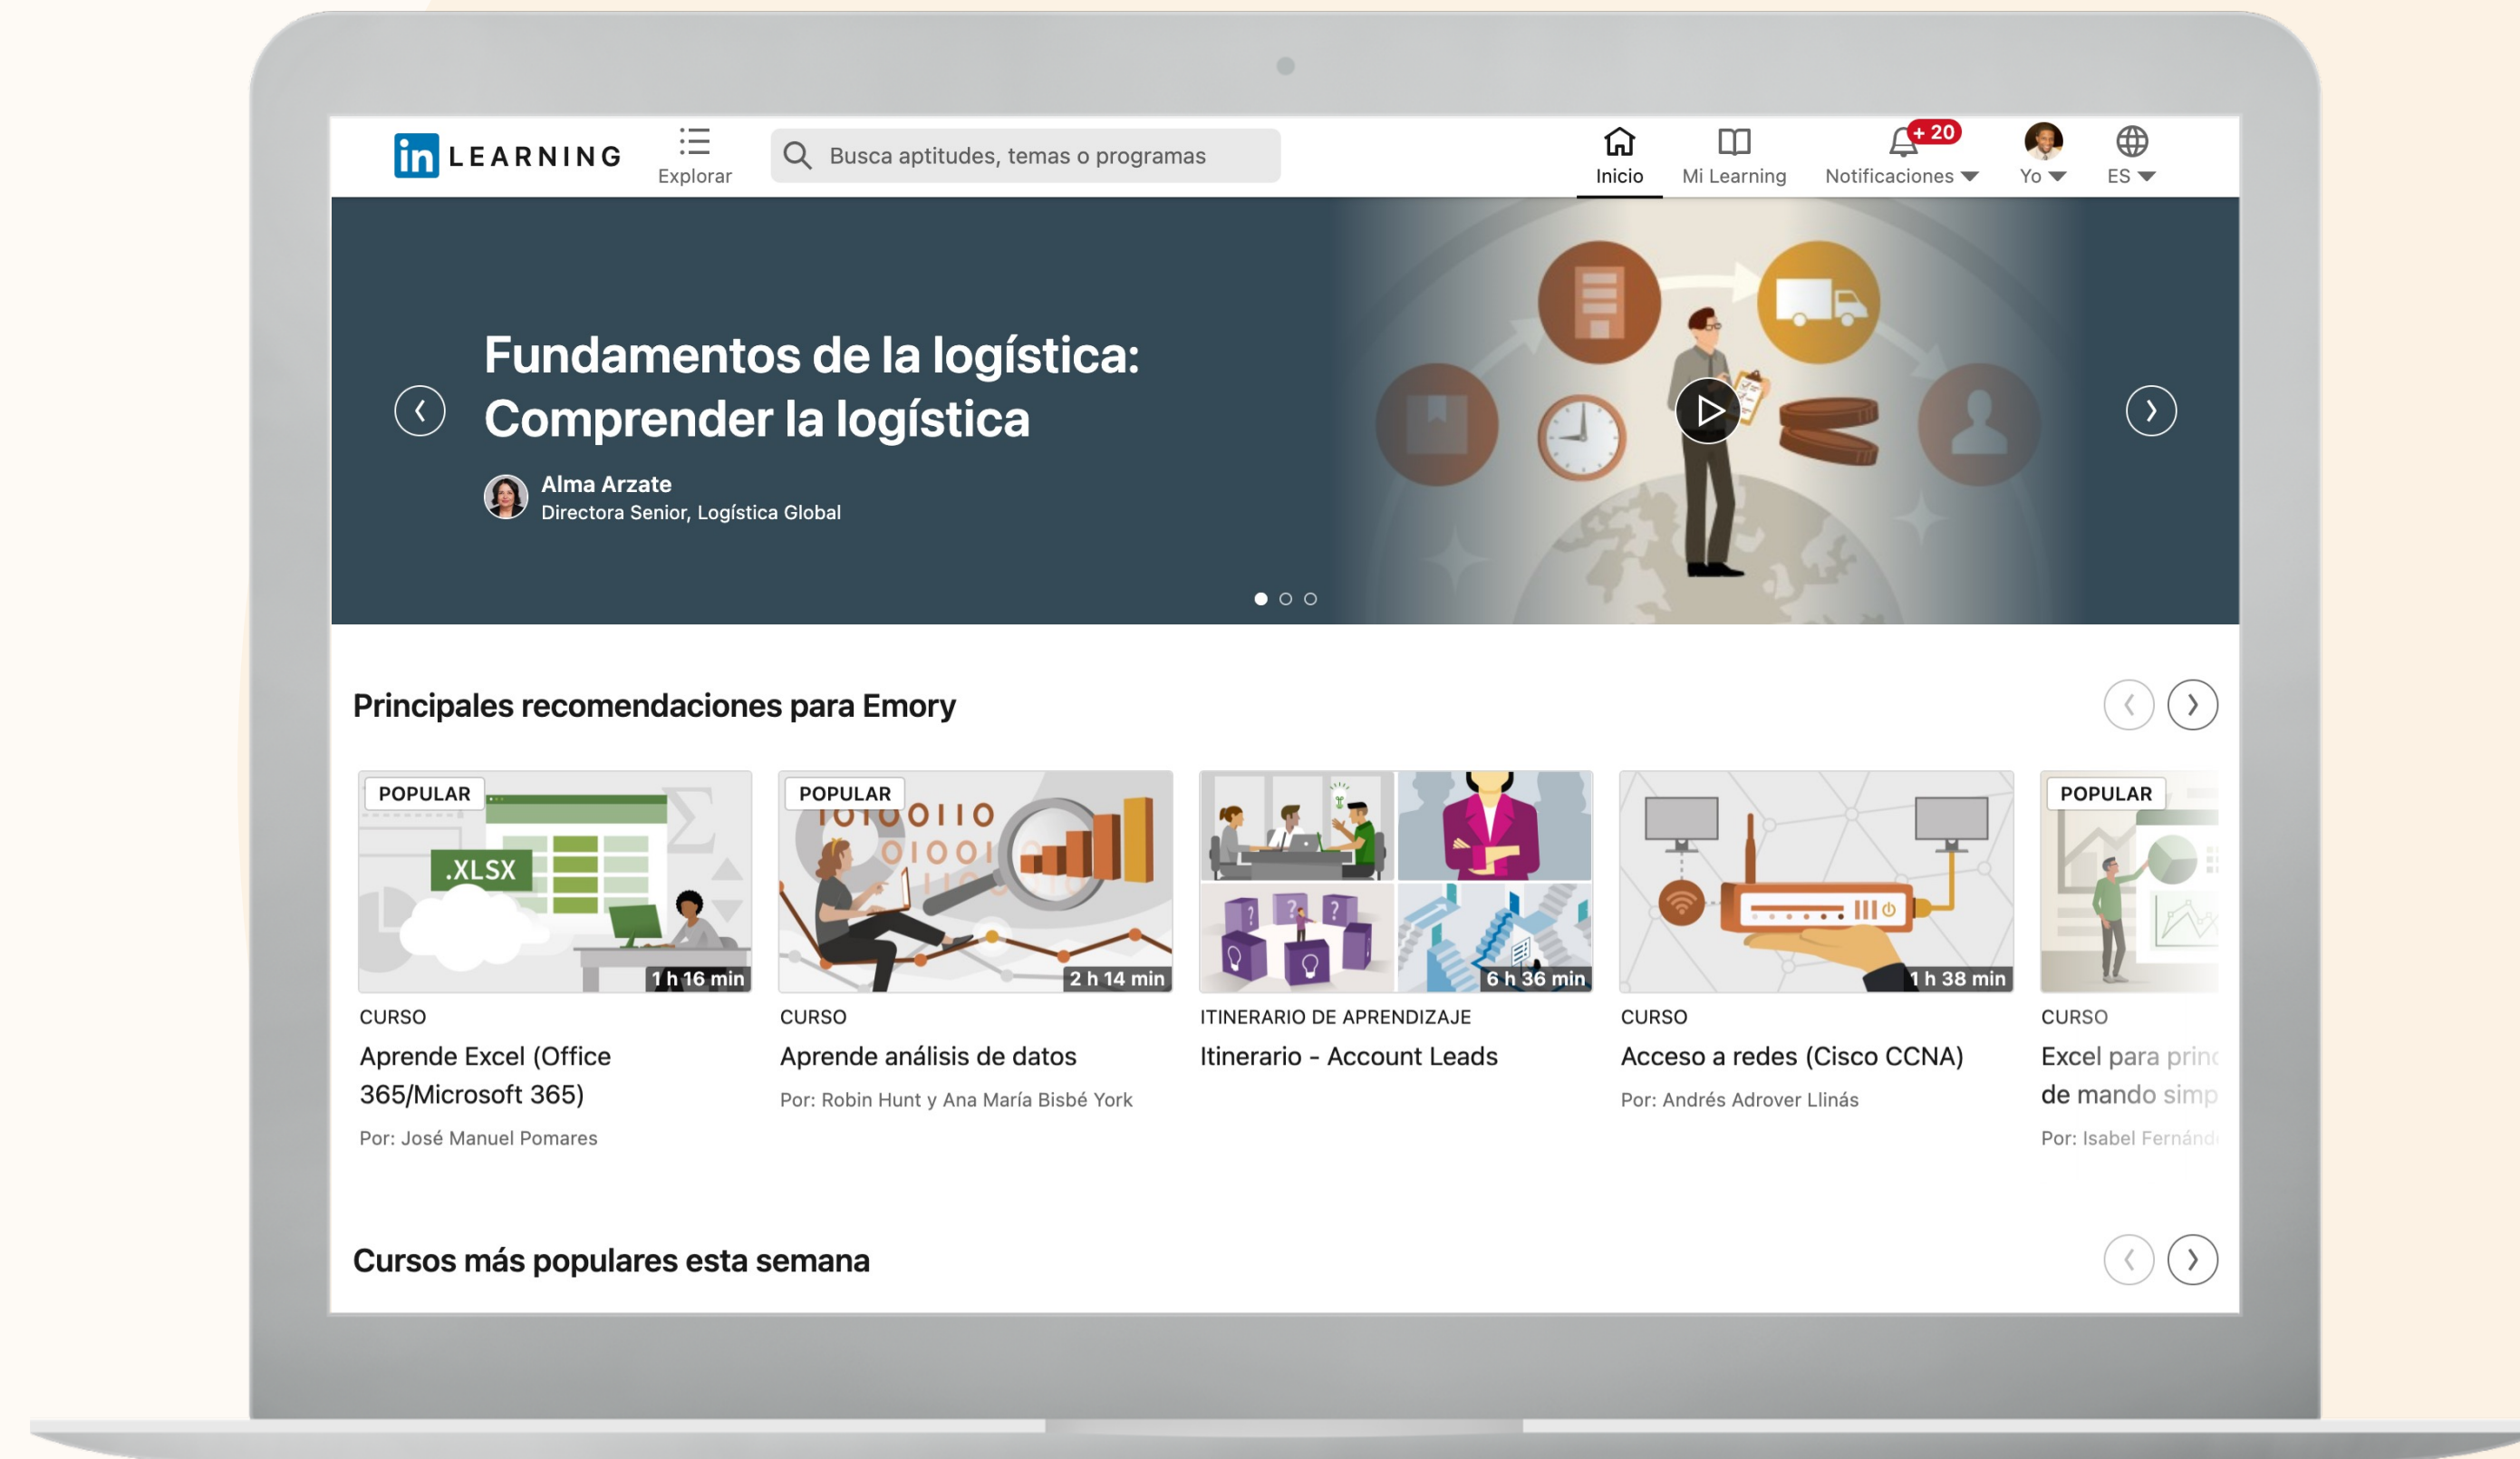 in LEARNING
Explorar
Busca aptitudes, temas o programas
Inicio
Mi Learning
+ 20
Notificaciones
Yo
ES
Fundamentos de la logística:
Comprender la logística
Alma Arzate
Directora Senior, Logística Global
Principales recomendaciones para Emory
POPULAR
.XLSX
1 h 16 min
CURSO
Aprende Excel (Office
365/Microsoft 365)
Por: José Manuel Pomares
POPULAR
2 h 14 min
CURSO
Aprende análisis de datos
Por: Robin Hunt y Ana María Bisbé York
6 h 36 min
ITINERARIO DE APRENDIZAJE
Itinerario - Account Leads
1 h 38 min
CURSO
Acceso a redes (Cisco CCNA)
Por: Andrés Adrover Llinás
POPULAR
CURSO
Excel para
de mando
Por: Isabel
Cursos más populares esta semana